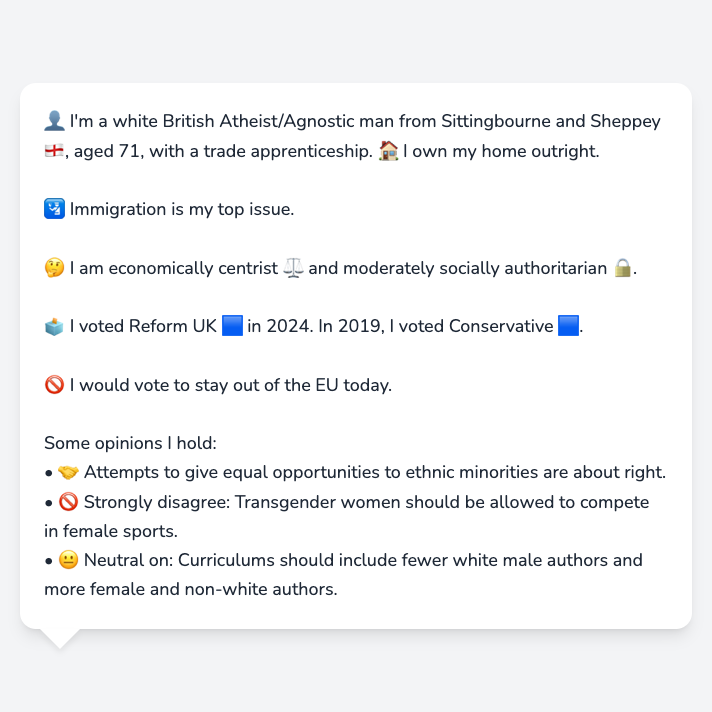 👤 I'm a white British Atheist/Agnostic man from Sittingbourne and Sheppey
🏴󠁧󠁢󠁥󠁮󠁧󠁿, aged 71, with a trade apprenticeship. 🏠 I own my home outright.
🛂 Immigration is my top issue.
🤔 I am economically centrist ⚖️ and moderately socially authoritarian 🔒.
🗳️ I voted Reform UK 🟦 in 2024. In 2019, I voted Conservative 🟦.
🚫 I would vote to stay out of the EU today.
Some opinions I hold:
• 🤝 Attempts to give equal opportunities to ethnic minorities are about right.
• 🚫 Strongly disagree: Transgender women should be allowed to compete
in female sports.
• 😐 Neutral on: Curriculums should include fewer white male authors and
more female and non-white authors.